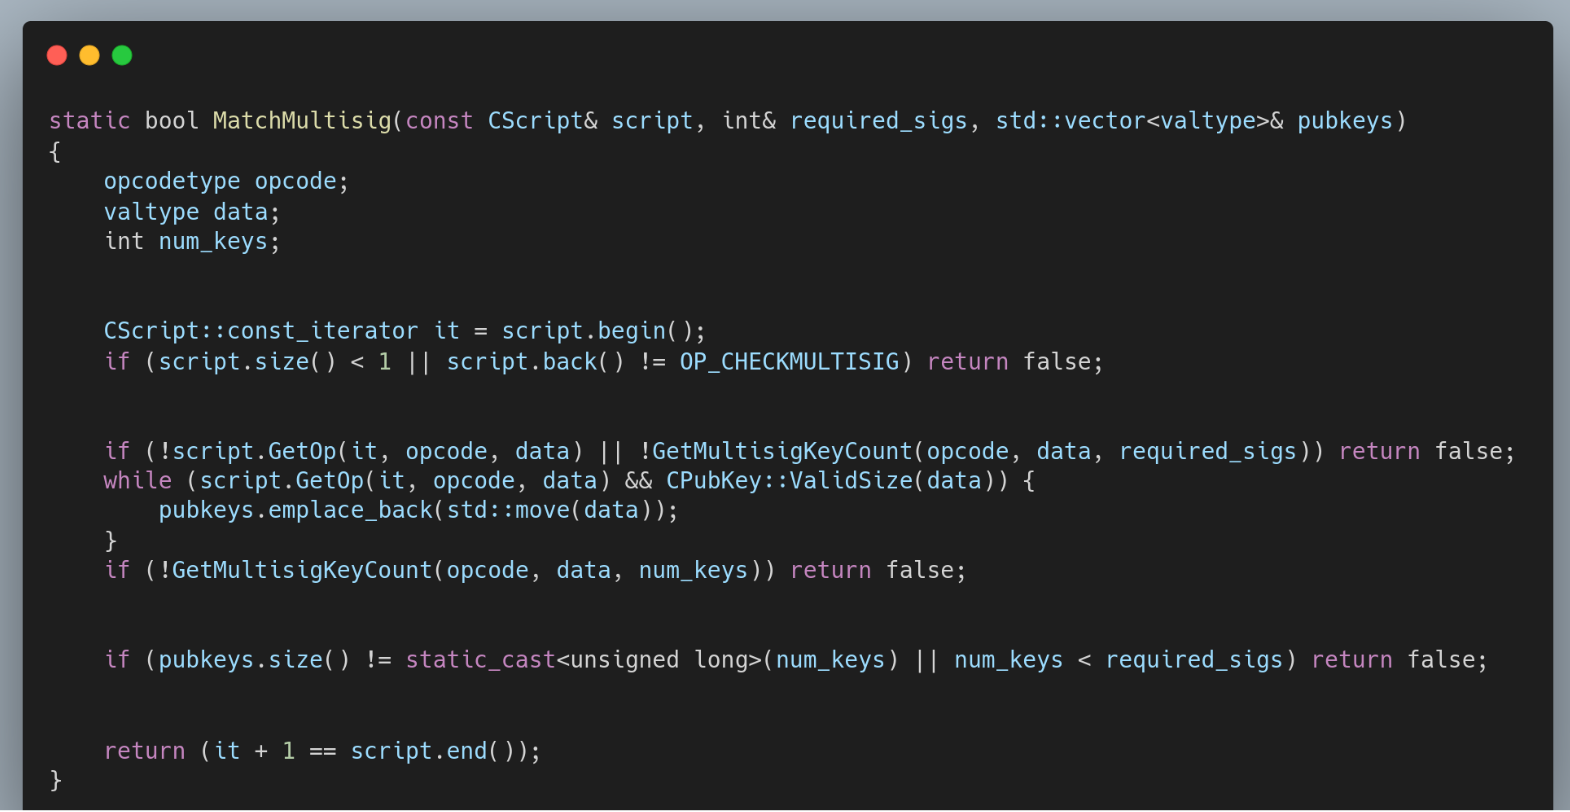 static bool MatchMultisig(const CScript& script, int& required_sigs, std::vector<valtype>& pubkeys)
{
    opcodetype opcode;
    valtype data;
    int num_keys;
    CScript::const_iterator it = script.begin();
    if (script.size() < 1 || script.back() != OP_CHECKMULTISIG) return false;
    if (!script.GetOp(it, opcode, data) || !GetMultisigKeyCount(opcode, data, required_sigs)) return false;
    while (script.GetOp(it, opcode, data) && CPubKey::ValidSize(data)) {
        pubkeys.emplace_back(std::move(data));
    }
    if (!GetMultisigKeyCount(opcode, data, num_keys)) return false;
    if (pubkeys.size() != static_cast<unsigned long>(num_keys) || num_keys < required_sigs) return false;
    return (it + 1 == script.end());
}